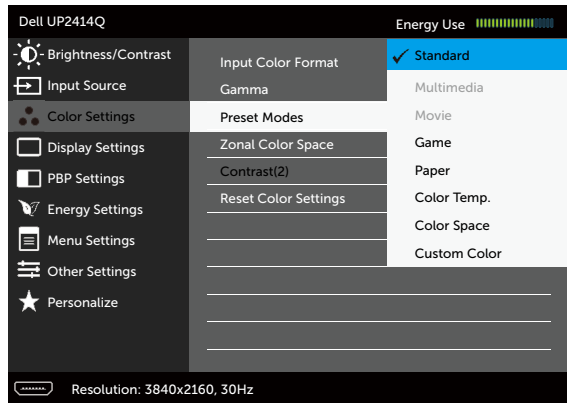 Dell UP2414Q
Energy Use
Brightness/Contrast
Input Source
Color Settings
Display Settings
PBP Settings
Energy Settings
Menu Settings
Other Settings
Personalize
Input Color Format
Gamma
Preset Modes
Zonal Color Space
Contrast(2)
Reset Color Settings
Standard
Multimedia
Movie
Game
Paper
Color Temp.
Color Space
Custom Color
Resolution: 3840x2160, 30Hz